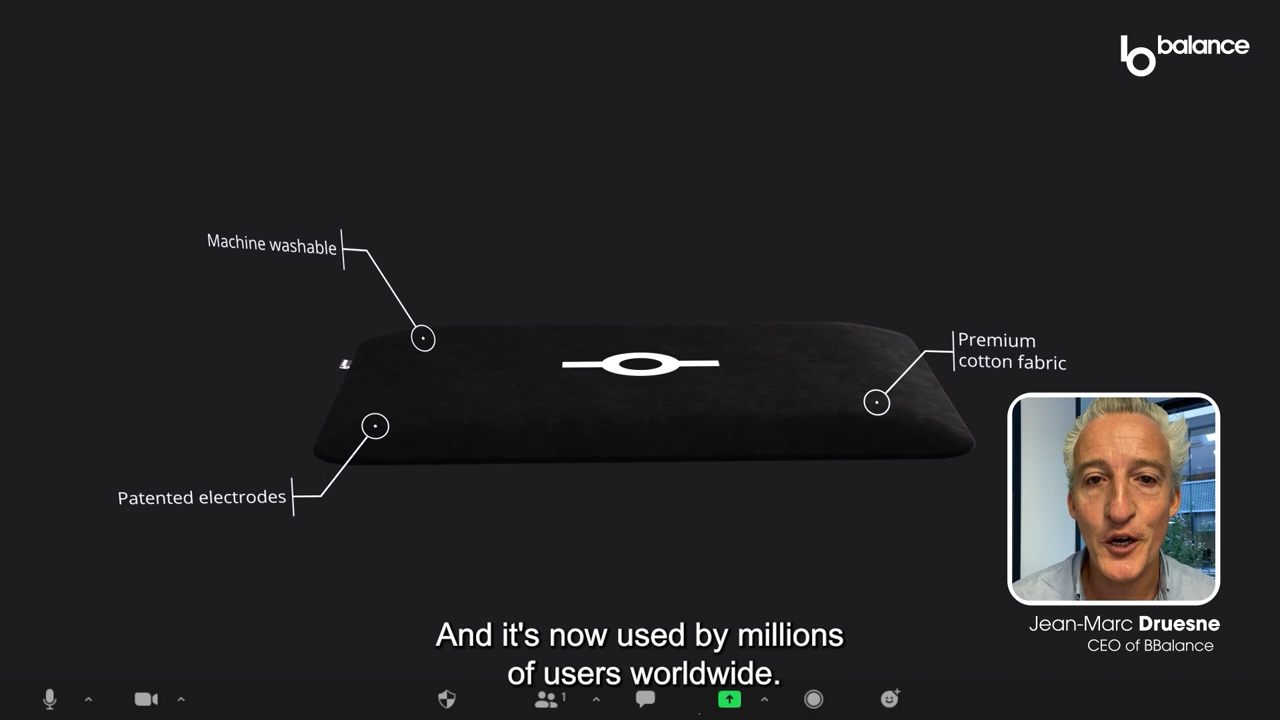 balance
Machine washable
Premium
cotton fabric
Patented electrodes
Jean-Marc Druesne
CEO of BBalance
And it's now used by millions
of users worldwide.
1